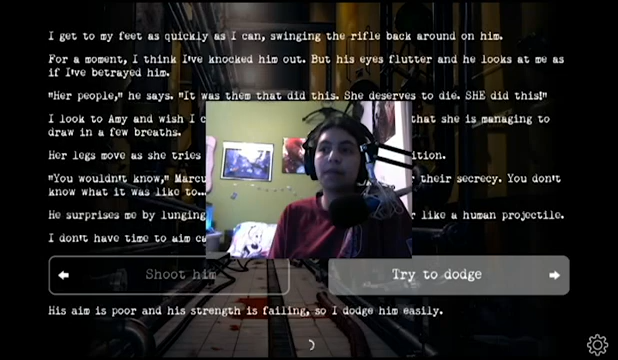 I get to my feet as quickly as I can, swinging the rifle back around on him.
For a moment, I think I've knocked him out. But his eyes flutter and he looks at me as
if I've betrayed him.
"Her people," he says. "It was them that did this. She deserves to die. SHE did this!"
I look to Amy and wish I that she is managing to
draw in a few breaths.
Her legs move as she tries
"You wouldn't know," their secrecy. You don't
know what it was like to...
He surprises me by lunging like a human projectile.
I don't have time to aim
Shoot him
Try to dodge
His aim is poor and his strength is failing, so I dodge him easily.